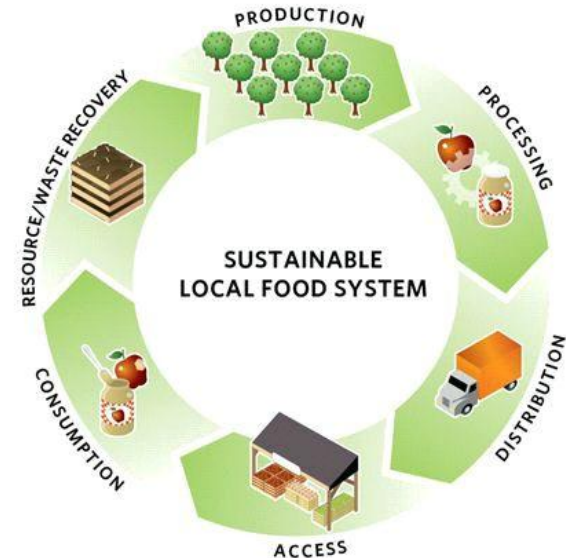 PRODUCTION
PROCESSING
DISTRIBUTION
ACCESS
CONSUMPTION
RESOURCE/WASTE RECOVERY
SUSTAINABLE
LOCAL FOOD SYSTEM